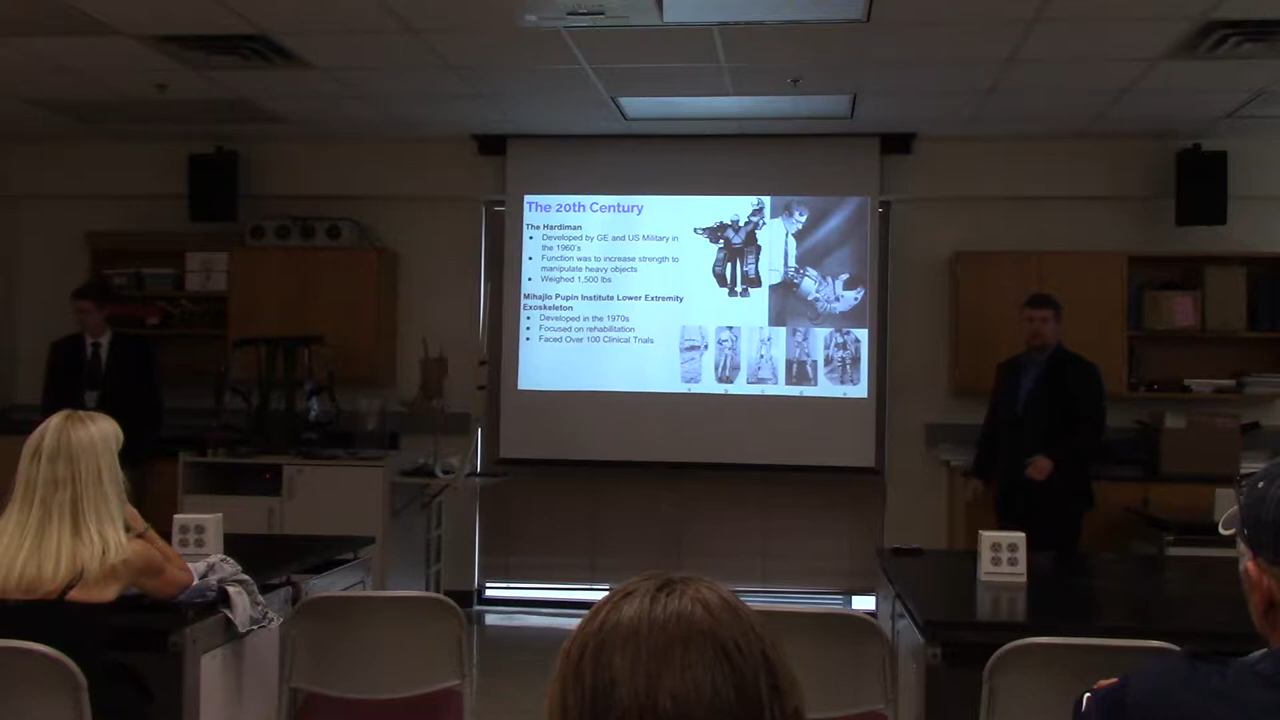 The 20th Century
The Hardiman
Developed by GE and US Military in
the 1960's
Function was to increase strength to
manipulate heavy objects
Weighed 1,500 lbs
Mihajlo Pupin Institute Lower Extremity
Exoskeleton
Developed in the 1970s
Focused on rehabilitation
Faced Over 100 Clinical Trials
a b c d e